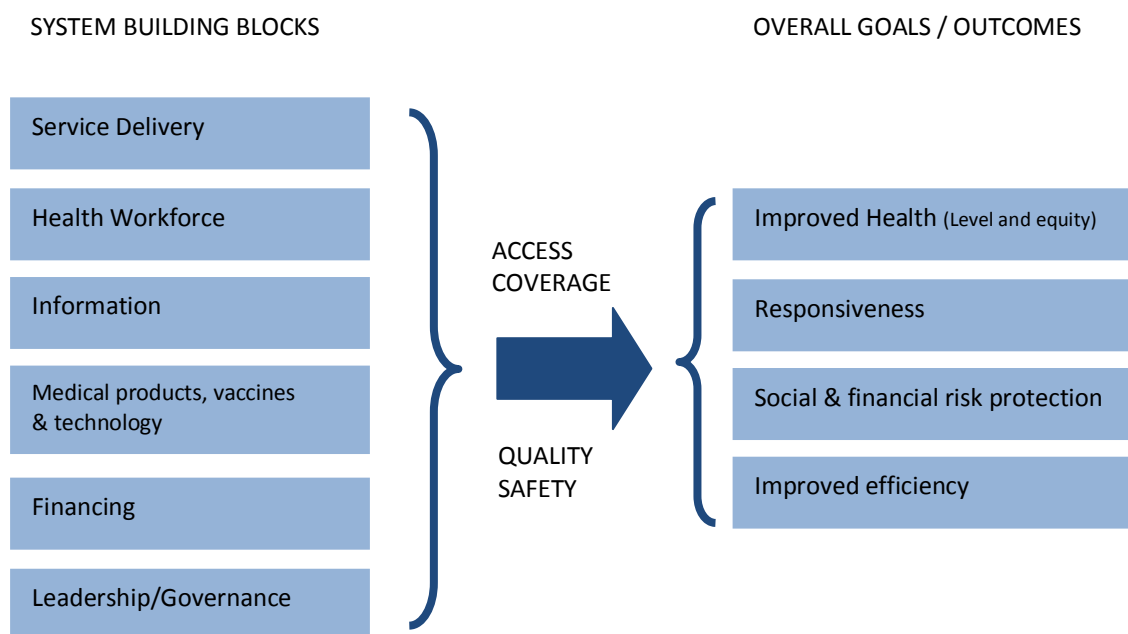 SYSTEM BUILDING BLOCKS
OVERALL GOALS / OUTCOMES
Service Delivery
Health Workforce
Information
Medical products, vaccines
& technology
Financing
Leadership/Governance
ACCESS
COVERAGE
QUALITY
SAFETY
Improved Health (Level and equity)
Responsiveness
Social & financial risk protection
Improved efficiency